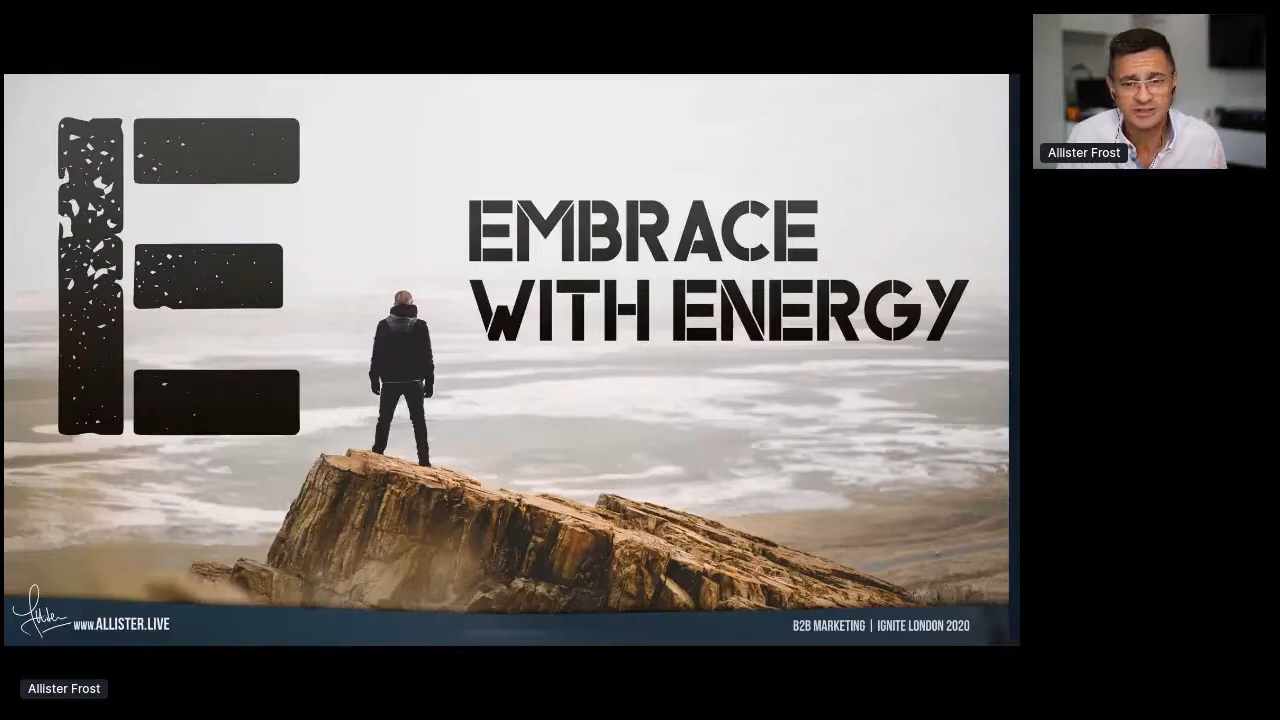 Allister Frost
E
EMBRACE
WITH ENERGY
www.ALLISTER.LIVE
B2B MARKETING | IGNITE LONDON 2020
Allister Frost